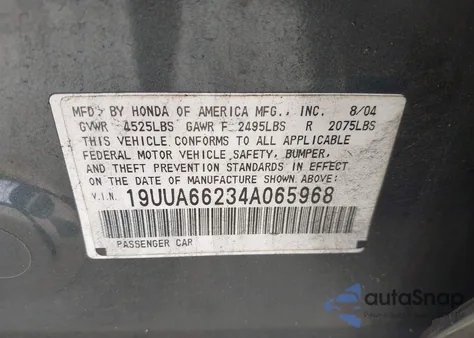 MFD BY HONDA OF AMERICA MFG., INC. 8/04
GVWR 4525LBS GAWR F 2495LBS R 2075LBS
THIS VEHICLE CONFORMS TO ALL APPLICABLE
FEDERAL MOTOR VEHICLE SAFETY, BUMPER,
AND THEFT PREVENTION STANDARDS IN EFFECT
ON THE DATE OF MANUFACTURE SHOWN ABOVE:
V.I.N. 19UUA66234A065968
PASSENGER CAR
autoSnap